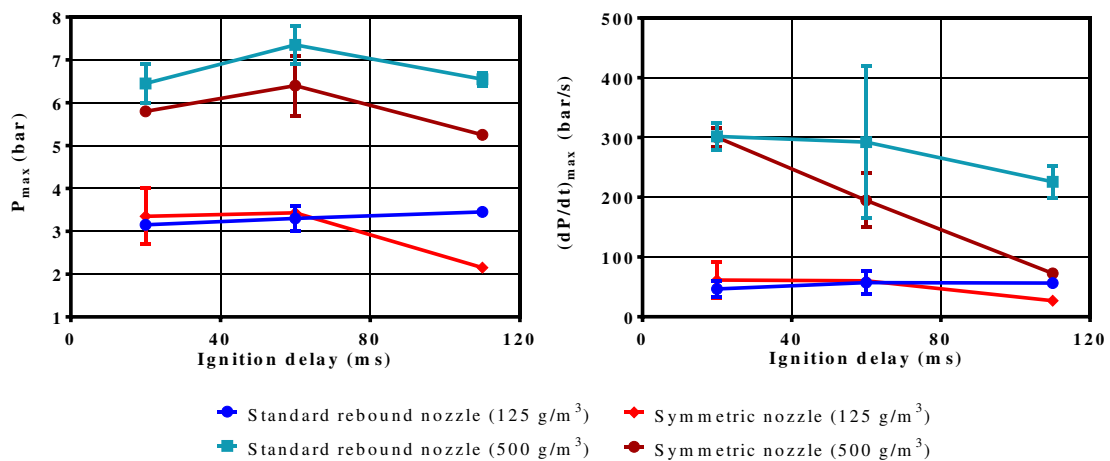 P_max (bar)
8
7
6
5
4
3
2
1
0
40
80
120
Ignition delay (ms)
(dP/dt)_max (bar/s)
500
400
300
200
100
0
0
40
80
120
Ignition delay (ms)
Standard rebound nozzle (125 g/m³)
Symmetric nozzle (125 g/m³)
Standard rebound nozzle (500 g/m³)
Symmetric nozzle (500 g/m³)